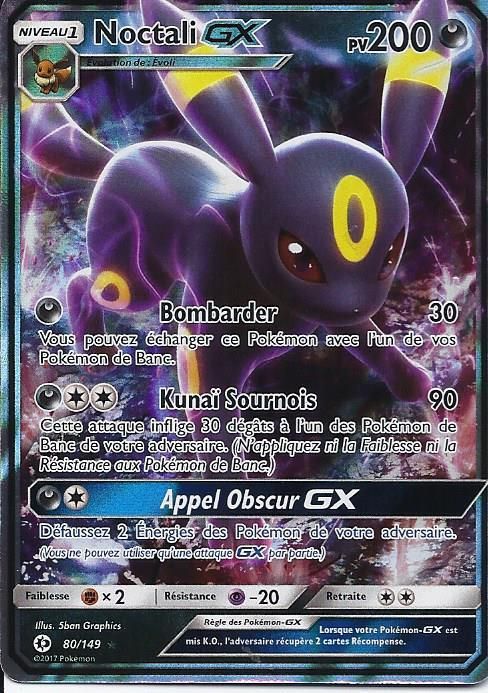 NIVEAU 1 Noctali GX PV200
Évolution de : Évoli
Bombarder 30
Vous pouvez échanger ce Pokémon avec l'un de vos
Pokémon de Banc.
Kunaï Sournois 90
Cette attaque inflige 30 dégâts à l'un des Pokémon de
Banc de votre adversaire. (N'appliquez ni la Faiblesse ni la
Résistance aux Pokémon de Banc.)
Appel Obscur GX
Défaussez 2 Énergies des Pokémon de votre adversaire.
(Vous ne pouvez utiliser qu'une attaque GX par partie.)
Faiblesse × 2 Résistance -20 Retraite
Illus. 5ban Graphics
80/149
©2017 Pokémon
Règle des Pokémon-GX
Lorsque votre Pokémon-GX est
mis K.O., l'adversaire récupère 2 cartes Récompense.